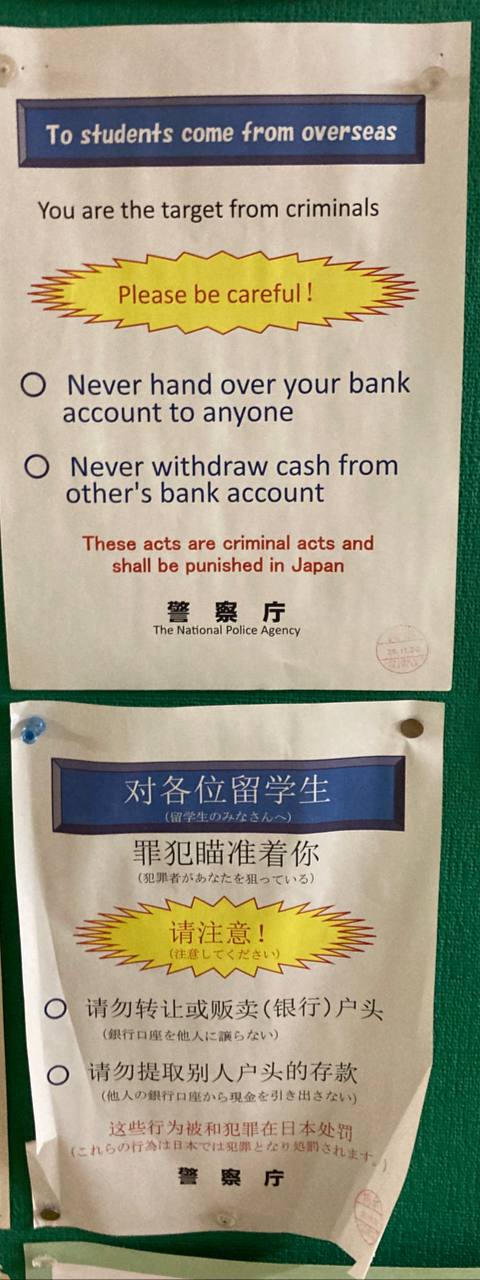 To students come from overseas
You are the target from criminals
Please be careful!
○ Never hand over your bank
account to anyone
○ Never withdraw cash from
other's bank account
These acts are criminal acts and
shall be punished in Japan
警察庁
The National Police Agency
对各位留学生
(留学生のみなさんへ)
罪犯瞄准着你
(犯罪者があなたを狙っている)
请注意!
(注意してください)
○ 请勿转让或贩卖(银行)户头
(銀行口座を他人に譲らない)
○ 请勿提取别人户头的存款
(他人の銀行口座から現金を引き出さない)
这些行为被和犯罪在日本处罚
(これらの行為は日本では犯罪となり処罰されます。)
警察庁